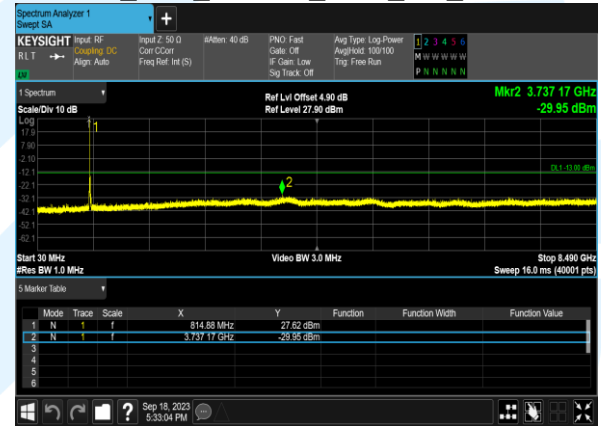 Spectrum Analyzer 1
Swept SA
+
KEYSIGHT Input: RF Input Z: 50 Ω #Atten: 40 dB PNO: Fast Avg Type: Log-Power 1 2 3 4 5 6
RLT Coupling: DC Corr CCorr Gate: Off Avg|Hold: 100/100 M W W W W W
Align: Auto Freq Ref: Int (S) IF Gain: Low Trig: Free Run
LXI Sig Track: Off P N N N N N
1 Spectrum Ref Lvl Offset 4.90 dB Mkr2 3.737 17 GHz
Scale/Div 10 dB Ref Level 27.90 dBm -29.95 dBm
Log
17.9 1
7.90
-2.10
-12.1 DL1 -13.00 dBm
-22.1 2
-32.1
-42.1
-52.1
-62.1
Start 30 MHz Video BW 3.0 MHz Stop 8.490 GHz
#Res BW 1.0 MHz Sweep 16.0 ms (40001 pts)
5 Marker Table
Mode Trace Scale X Y Function Function Width Function Value
1 N 1 f 814.88 MHz 27.62 dBm
2 N 1 f 3.737 17 GHz -29.95 dBm
3
4
5
6
? Sep 18, 2023
5:33:04 PM